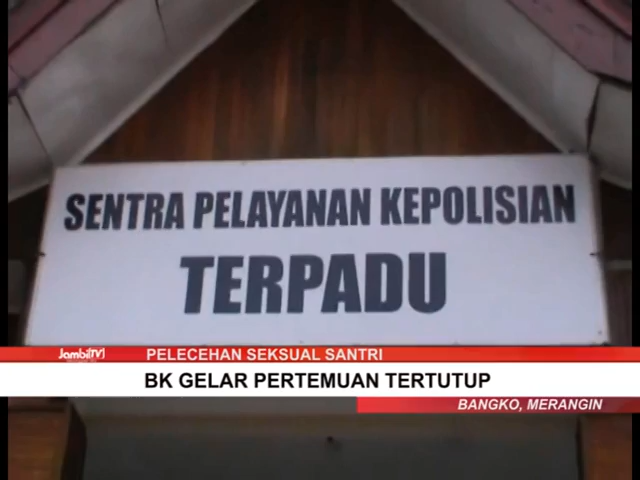 SENTRA PELAYANAN KEPOLISIAN
TERPADU
JambiTV
PELECEHAN SEKSUAL SANTRI
BK GELAR PERTEMUAN TERTUTUP
BANGKO, MERANGIN